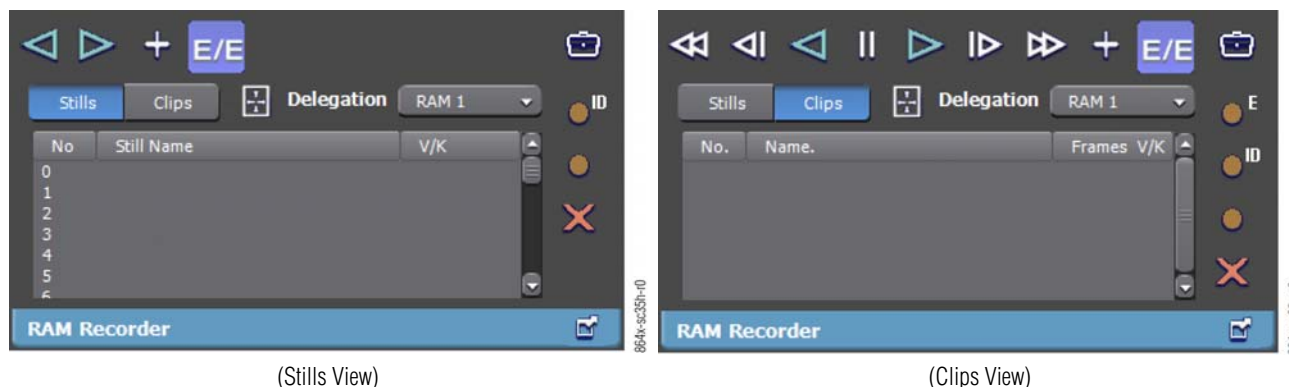 E/E
Stills Clips Delegation RAM 1 ID
No Still Name V/K
0
1
2
3
4
5
6
RAM Recorder
864x-sc35h-r0
(Stills View)
E/E
Stills Clips Delegation RAM 1 E
No. Name. Frames V/K ID
RAM Recorder
(Clips View)